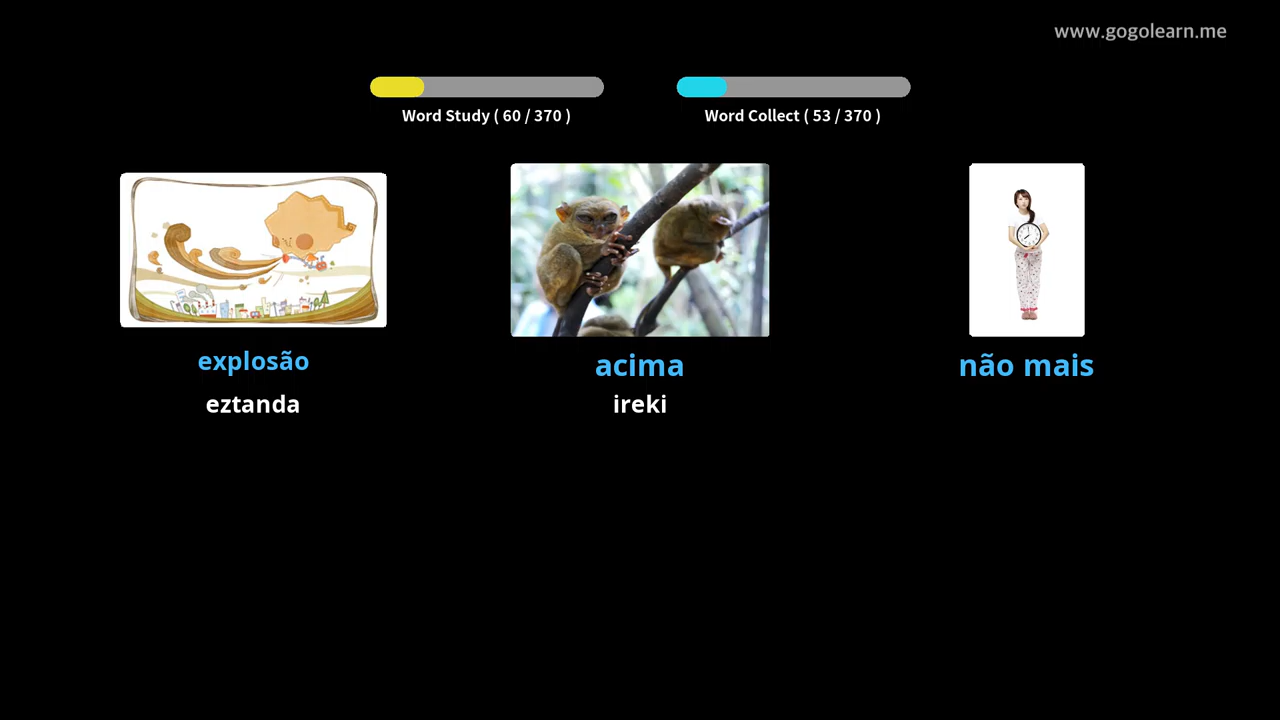 www.gogolearn.me
Word Study ( 60 / 370 )
Word Collect ( 53 / 370 )
explosão
acima
não mais
eztanda
ireki